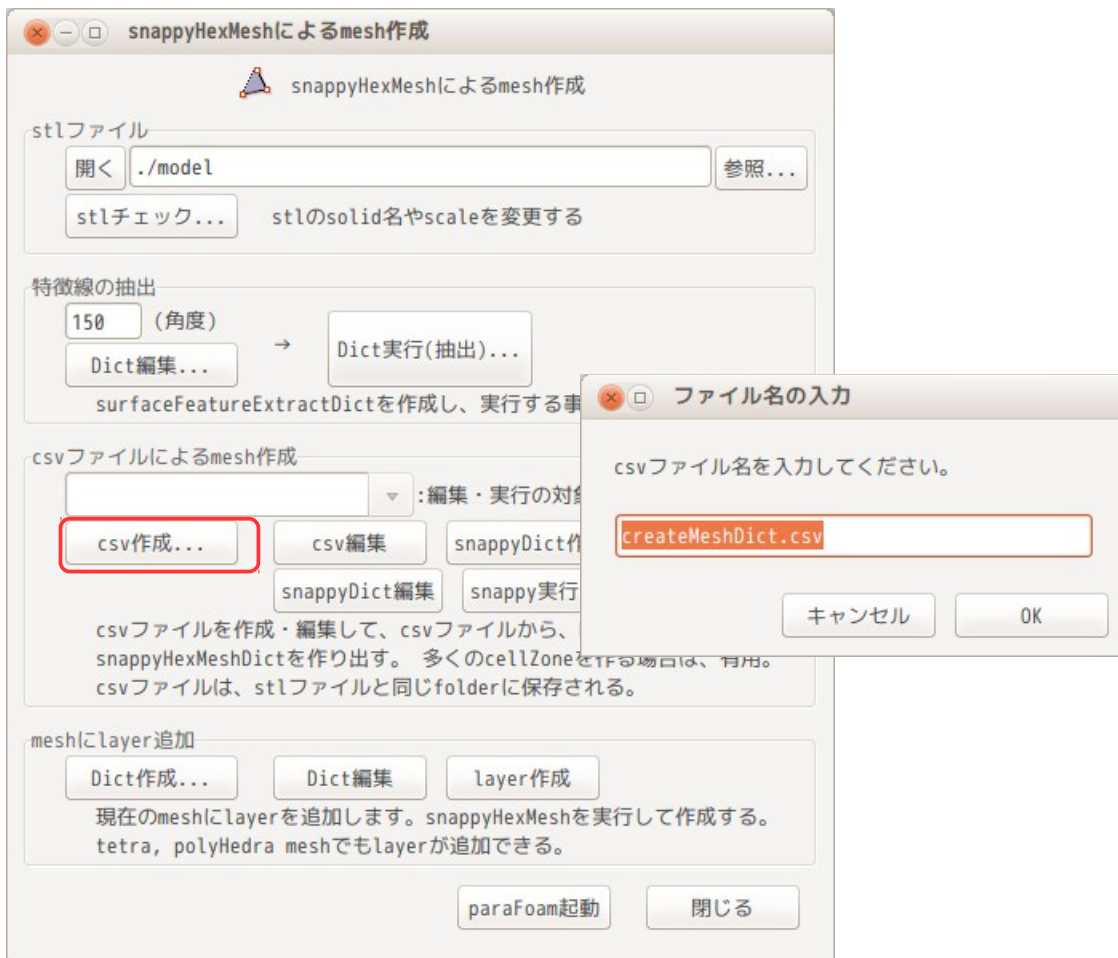 snappyHexMeshによるmesh作成
snappyHexMeshによるmesh作成
stlファイル
開く ./model 参照...
stlチェック... stlのsolid名やscaleを変更する
特徴線の抽出
150 (角度)
→ Dict実行(抽出)...
Dict編集...
surfaceFeatureExtractDictを作成し、実行する事
csvファイルによるmesh作成
:編集・実行の対象
csv作成... csv編集 snappyDict作
snappyDict編集 snappy実行
csvファイルを作成・編集して、csvファイルから、
snappyHexMeshDictを作り出す。 多くのcellZoneを作る場合は、有用。
csvファイルは、stlファイルと同じfolderに保存される。
meshにlayer追加
Dict作成... Dict編集 layer作成
現在のmeshにlayerを追加します。snappyHexMeshを実行して作成する。
tetra, polyHedra meshでもlayerが追加できる。
paraFoam起動 閉じる
ファイル名の入力
csvファイル名を入力してください。
createMeshDict.csv
キャンセル OK